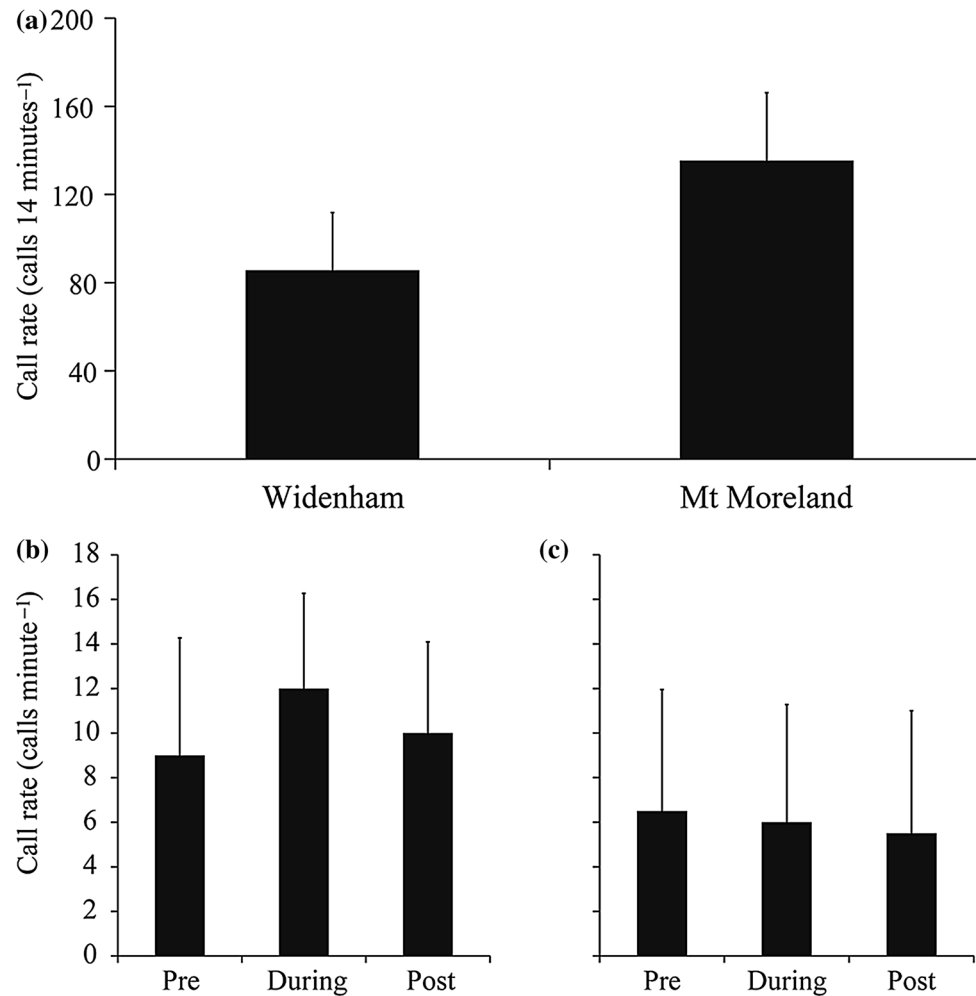 (a)
Call rate (calls 14 minutes⁻¹)
200
160
120
80
40
0
Widenham Mt Moreland
(b)
Call rate (calls minute⁻¹)
18
16
14
12
10
8
6
4
2
0
Pre During Post
(c)
Pre During Post